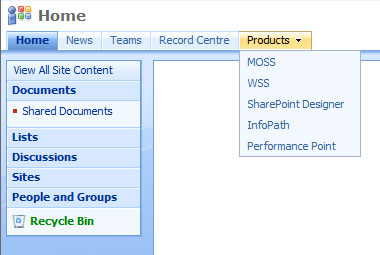 Home
Home News Teams Record Centre Products
View All Site Content
Documents
Shared Documents
Lists
Discussions
Sites
People and Groups
Recycle Bin
MOSS
WSS
SharePoint Designer
InfoPath
Performance Point